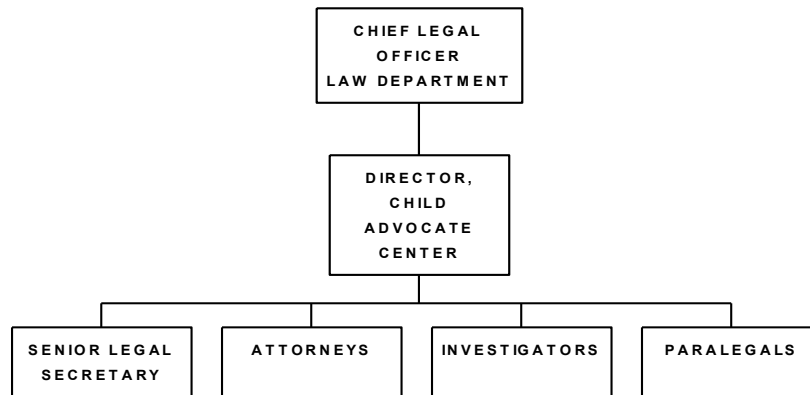 CHIEF LEGAL
OFFICER
LAW DEPARTMENT
DIRECTOR,
CHILD
ADVOCATE
CENTER
SENIOR LEGAL
SECRETARY
ATTORNEYS
INVESTIGATORS
PARALEGALS